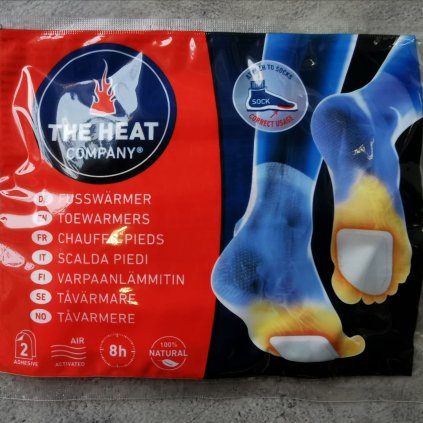 THE HEAT
COMPANY®
ATTACH TO SOCKS
SOCK
CORRECT USAGE
DE FUSSWÄRMER
EN TOEWARMERS
FR CHAUFFE-PIEDS
IT SCALDA PIEDI
FI VARPAANLÄMMITIN
SE TÅVÄRMARE
NO TÅVARMERE
2
ADHESIVE
AIR
ACTIVATED
8h
100%
NATURAL